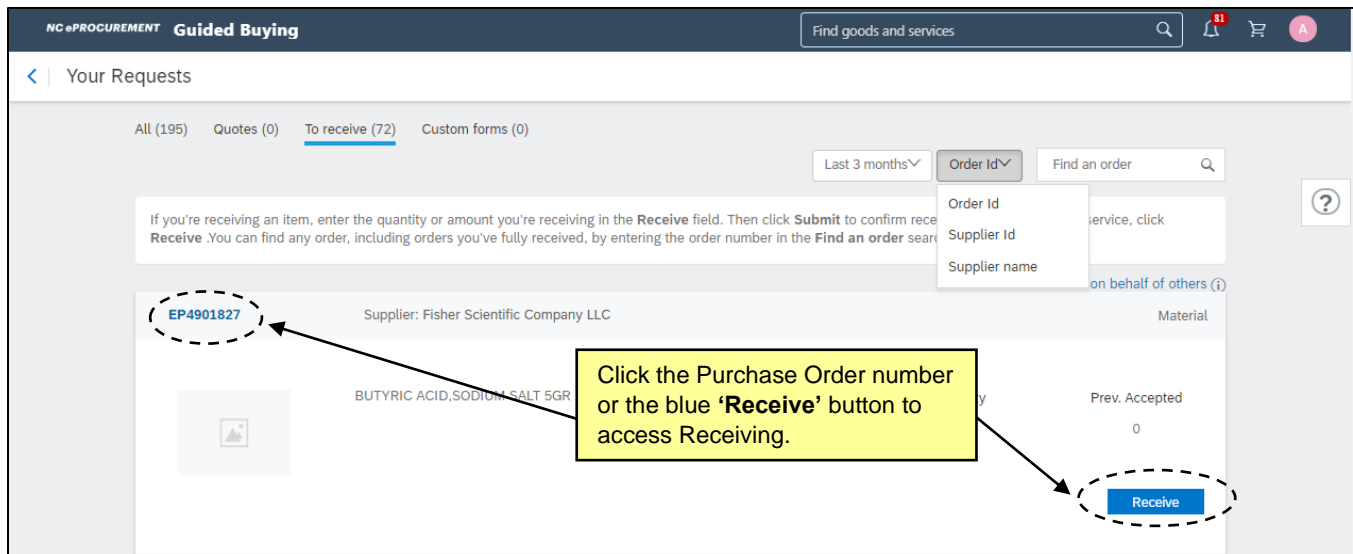 NC ePROCUREMENT Guided Buying
Find goods and services
81
A
Your Requests
All (195) Quotes (0) To receive (72) Custom forms (0)
Last 3 months Order Id Find an order
Order Id
Supplier Id
Supplier name
?
If you're receiving an item, enter the quantity or amount you're receiving in the Receive field. Then click Submit to confirm rece service, click
Receive .You can find any order, including orders you've fully received, by entering the order number in the Find an order sear
on behalf of others
EP4901827 Supplier: Fisher Scientific Company LLC Material
BUTYRIC ACID,SODIUM SALT 5GR
Click the Purchase Order number
or the blue ‘Receive’ button to
access Receiving.
Prev. Accepted
0
Receive